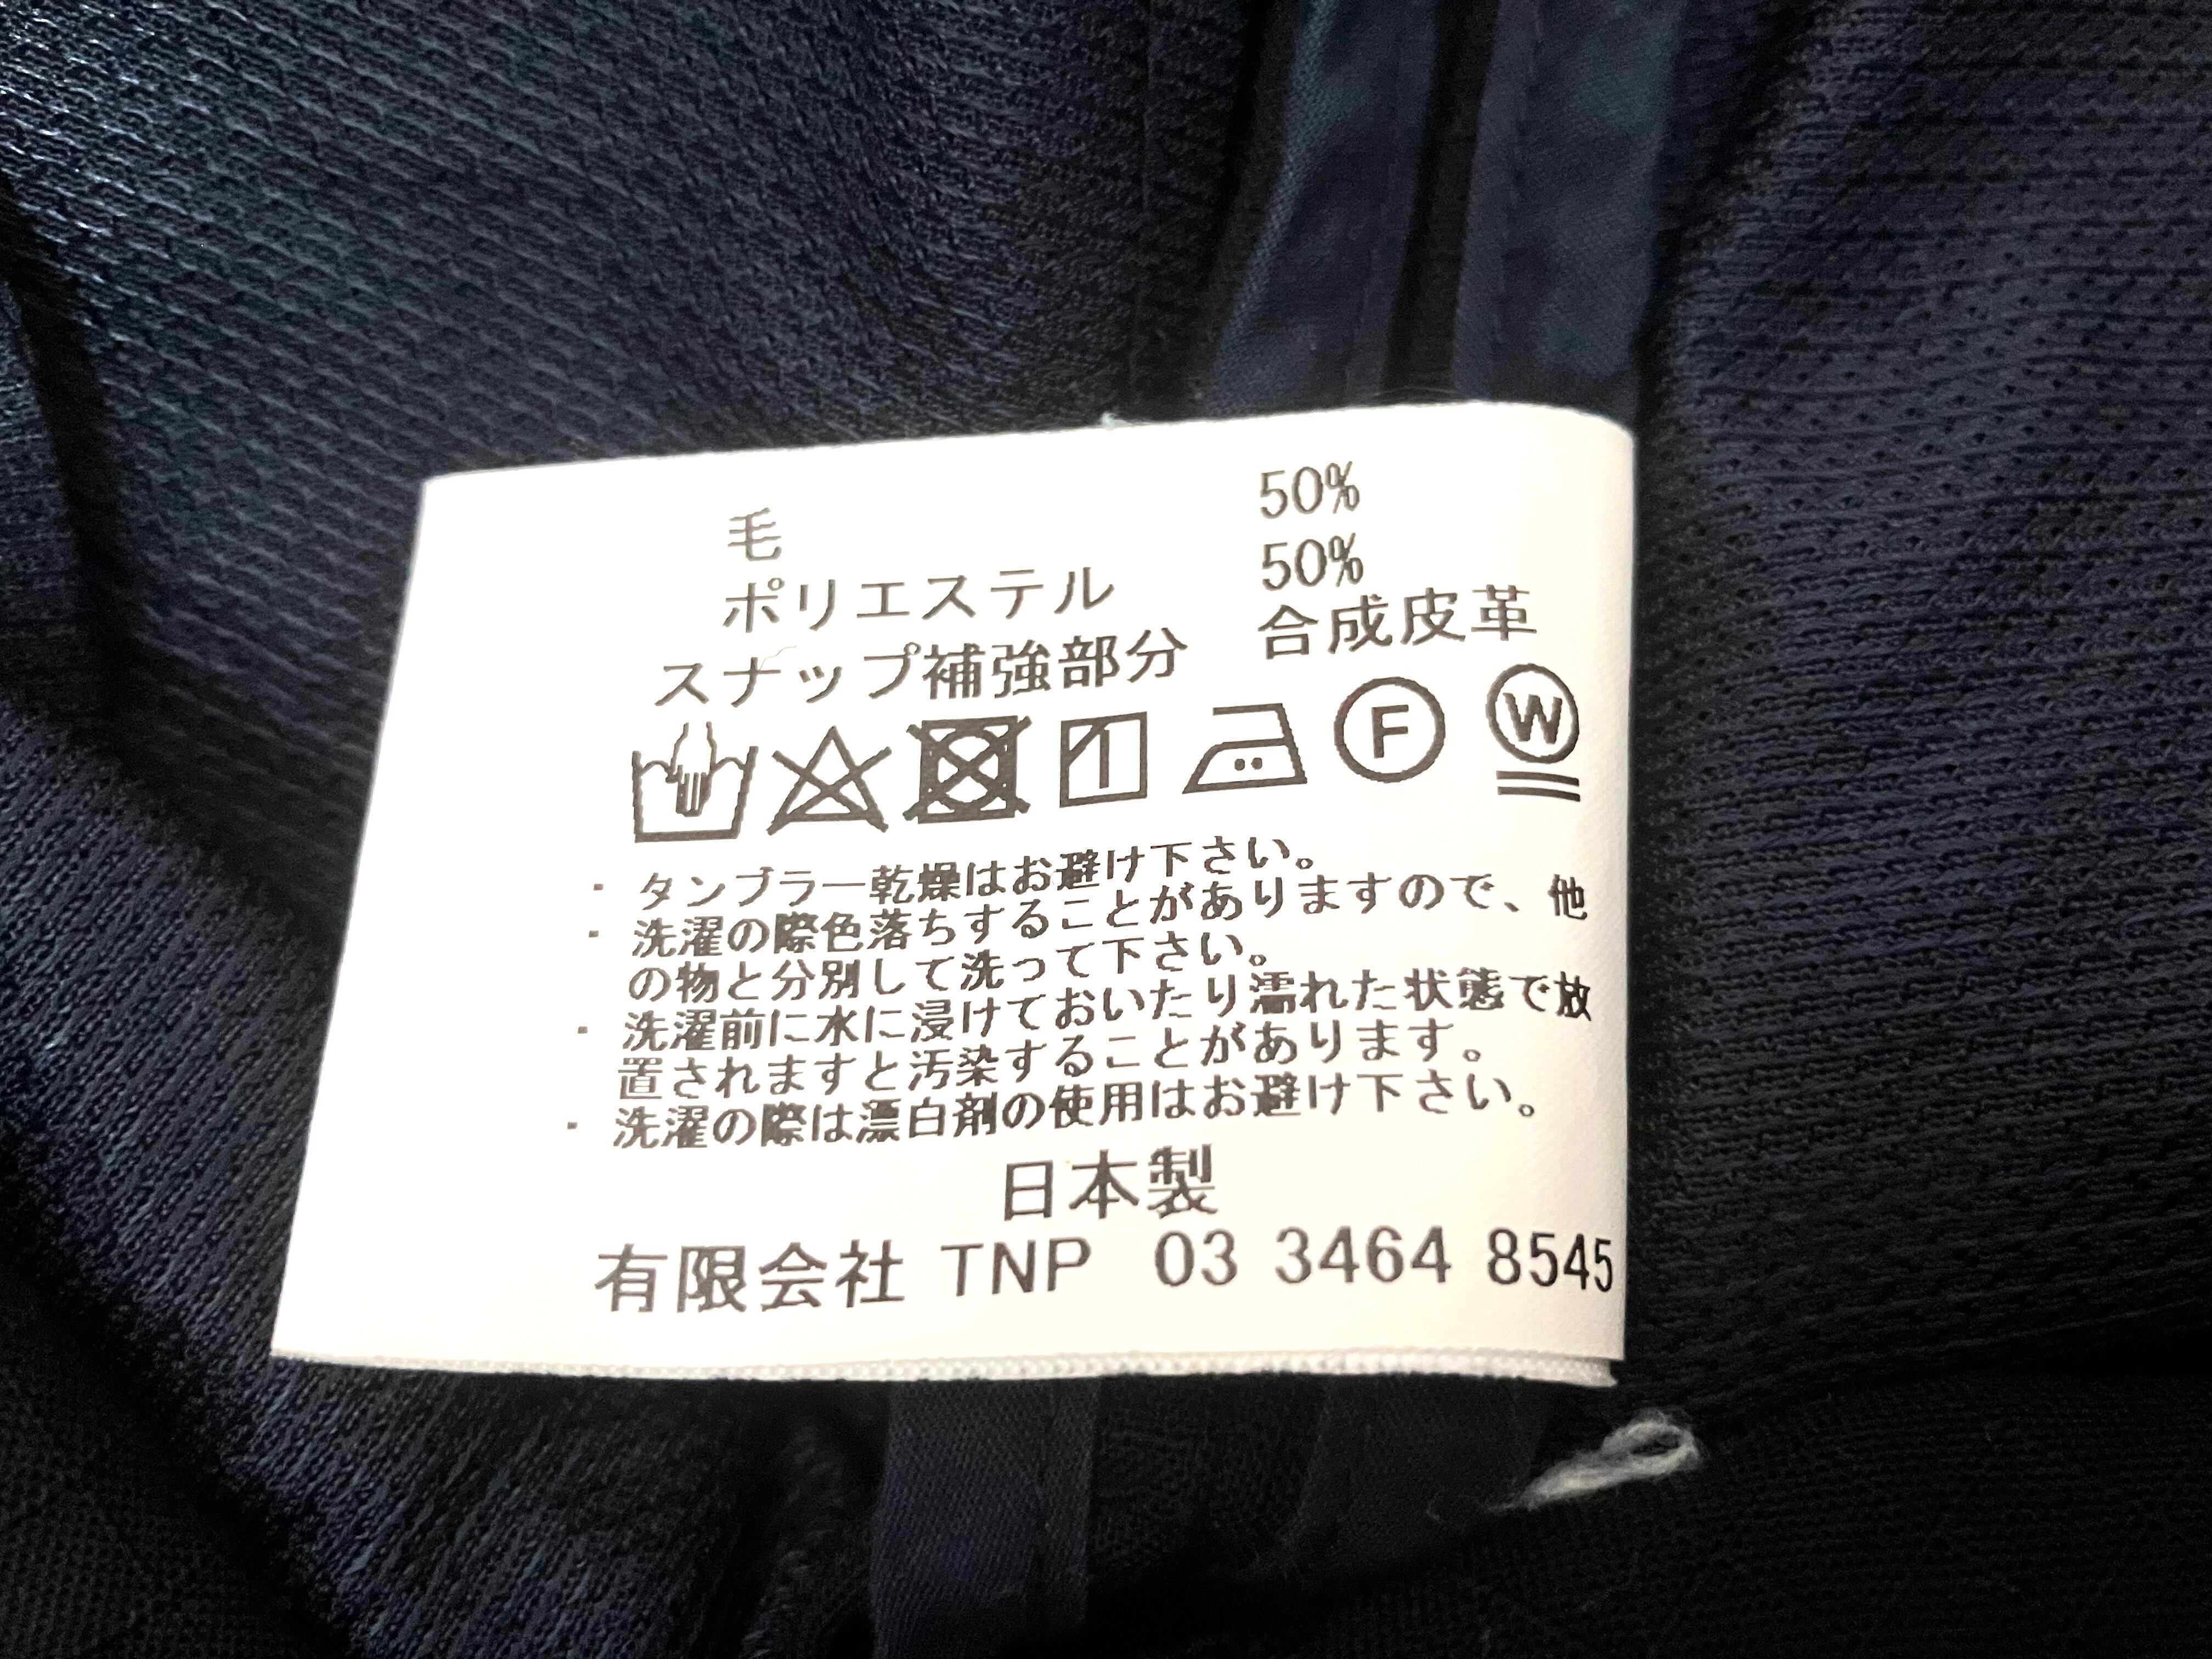 毛 50%
ポリエステル 50%
スナップ補強部分 合成皮革
F W
・タンブラー乾燥はお避け下さい。
・洗濯の際色落ちすることがありますので、他
の物と分別して洗って下さい。
・洗濯前に水に浸けておいたり濡れた状態で放
置されますと汚染することがあります。
・洗濯の際は漂白剤の使用はお避け下さい。
日本製
有限会社 TNP 03 3464 8545